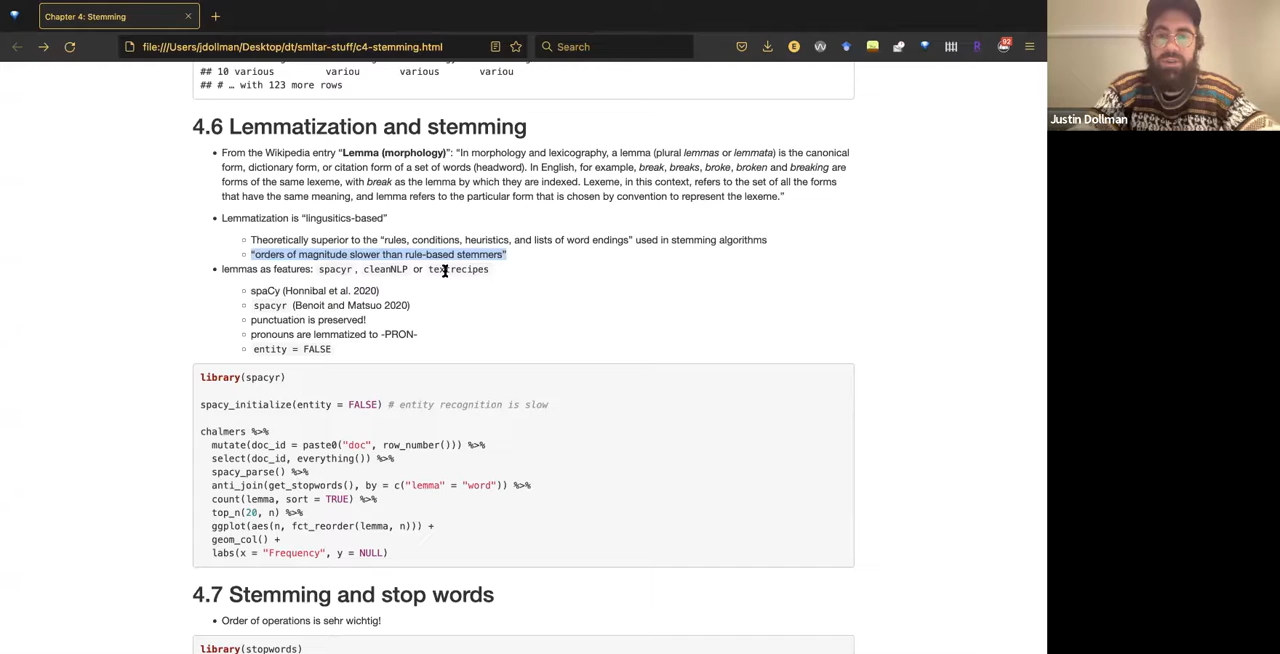 Chapter 4: Stemming
file:///Users/jdollman/Desktop/dt/smltar-stuff/c4-stemming.html
Search
E
R
92
Justin Dollman
## 10 various variou various variou
## # … with 123 more rows
4.6 Lemmatization and stemming
• From the Wikipedia entry “Lemma (morphology)”: “In morphology and lexicography, a lemma (plural lemmas or lemmata) is the canonical
form, dictionary form, or citation form of a set of words (headword). In English, for example, break, breaks, broke, broken and breaking are
forms of the same lexeme, with break as the lemma by which they are indexed. Lexeme, in this context, refers to the set of all the forms
that have the same meaning, and lemma refers to the particular form that is chosen by convention to represent the lexeme.”
• Lemmatization is “lingusitics-based”
◦ Theoretically superior to the “rules, conditions, heuristics, and lists of word endings” used in stemming algorithms
◦ “orders of magnitude slower than rule-based stemmers”
• lemmas as features: spacyr, cleanNLP or textrecipes
◦ spaCy (Honnibal et al. 2020)
◦ spacyr (Benoit and Matsuo 2020)
◦ punctuation is preserved!
◦ pronouns are lemmatized to -PRON-
◦ entity = FALSE
library(spacyr)
spacy_initialize(entity = FALSE) # entity recognition is slow
chalmers %>%
mutate(doc_id = paste0("doc", row_number())) %>%
select(doc_id, everything()) %>%
spacy_parse() %>%
anti_join(get_stopwords(), by = c("lemma" = "word")) %>%
count(lemma, sort = TRUE) %>%
top_n(20, n) %>%
ggplot(aes(n, fct_reorder(lemma, n))) +
geom_col() +
labs(x = "Frequency", y = NULL)
4.7 Stemming and stop words
• Order of operations is sehr wichtig!
library(stopwords)